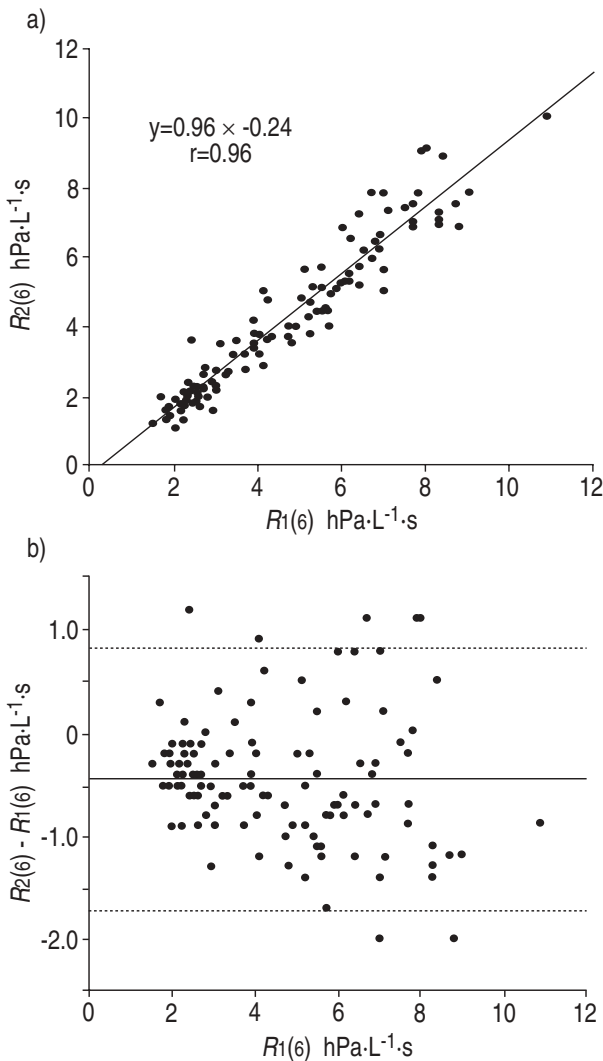 a)
12
10
8
6
4
2
0
y=0.96 × -0.24
r=0.96
R2(6) hPa·L-1·s
0 2 4 6 8 10 12
R1(6) hPa·L-1·s
b)
1.0
0
-1.0
-2.0
R2(6) - R1(6) hPa·L-1·s
0 2 4 6 8 10 12
R1(6) hPa·L-1·s